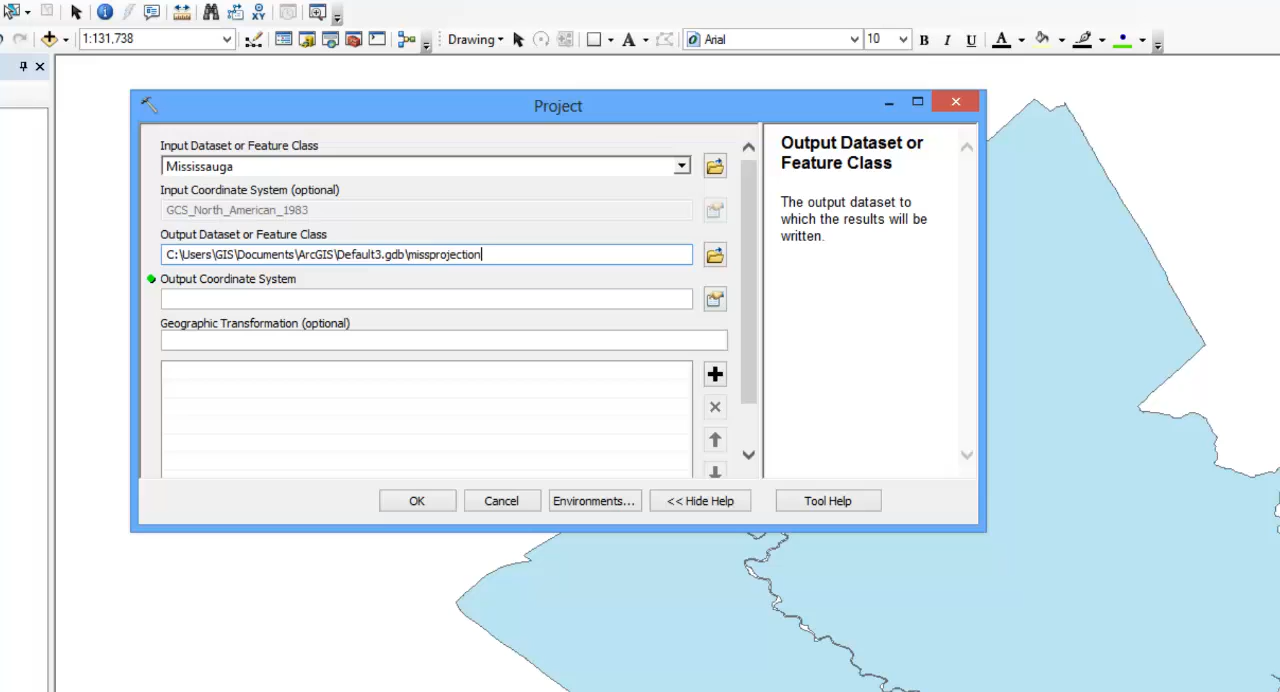 XY
1:131,738
Drawing
A
Arial
10
B I U A
Project
Input Dataset or Feature Class
Mississauga
Input Coordinate System (optional)
GCS_North_American_1983
Output Dataset or Feature Class
C:\Users\GIS\Documents\ArcGIS\Default3.gdb\missprojection
Output Coordinate System
Geographic Transformation (optional)
OK
Cancel
Environments...
<< Hide Help
Tool Help
Output Dataset or
Feature Class
The output dataset to
which the results will be
written.